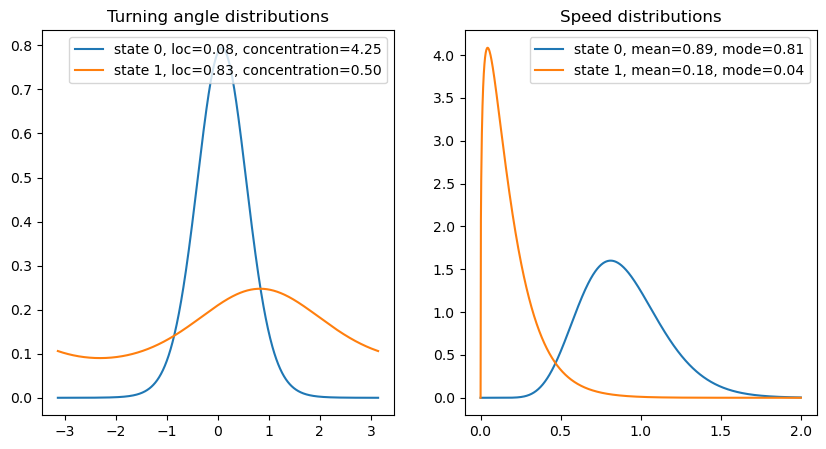 Turning angle distributions
state 0, loc=0.08, concentration=4.25
state 1, loc=0.83, concentration=0.50
0.8
0.7
0.6
0.5
0.4
0.3
0.2
0.1
0.0
−3 −2 −1 0 1 2 3
Speed distributions
state 0, mean=0.89, mode=0.81
state 1, mean=0.18, mode=0.04
4.0
3.5
3.0
2.5
2.0
1.5
1.0
0.5
0.0
0.0 0.5 1.0 1.5 2.0